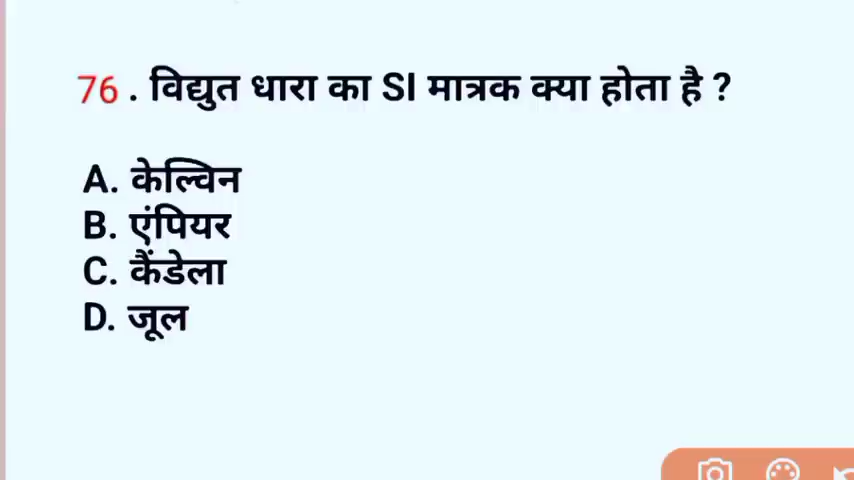 76 . विद्युत धारा का SI मात्रक क्या होता है ?
A. केल्विन
B. एंपियर
C. कैंडेला
D. जूल